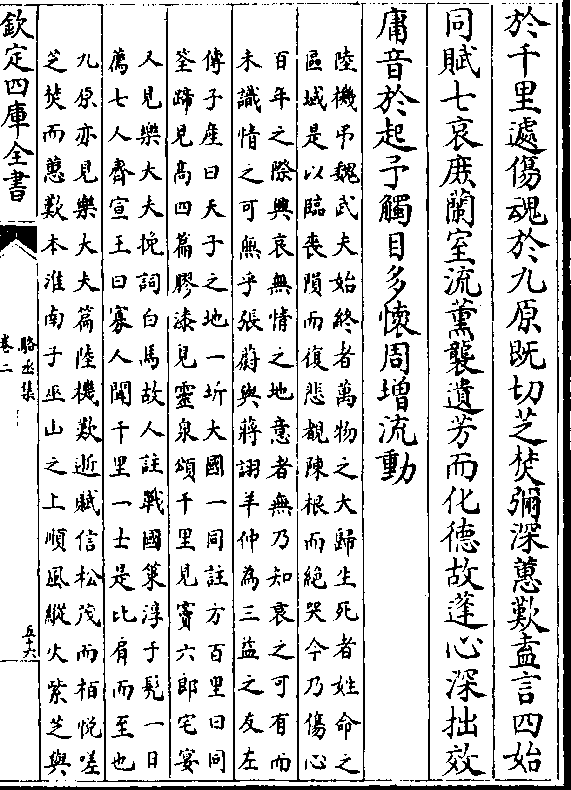 於千里遽傷魂於九原既切芝焚彌深蕙歎盍言四始
同賦七哀庶蘭室流薰襲遺芳而化德故蓬心深拙效
庸音於起予觸目多懷周增流動
陸機弔魏武夫始終者萬物之大歸生死者姓命之
區域是以臨喪隕而復悲覩陳根而絕哭今乃傷心
百年之際興哀無情之地意者無乃知哀之可有而
未識情之可無乎張蔚與蔣詡羊仲為三益之友左
傳子産曰天子之地一圻大國一同註方百里曰同
筌蹄見髙四篇膠漆見靈泉頌千里見賓六郎宅宴
人見樂大夫挽詞白馬故人註戰國策淳于髡一日
薦七人齊宣王曰寡人聞千里一士是比肩而至也
九原亦見樂大夫篇陸機歎逝賦信松茂而栢悅嗟
芝焚而蕙歎本淮南子巫山之上順風縱火紫芝與
欽定四庫全書
駱丞集
卷二
五十六